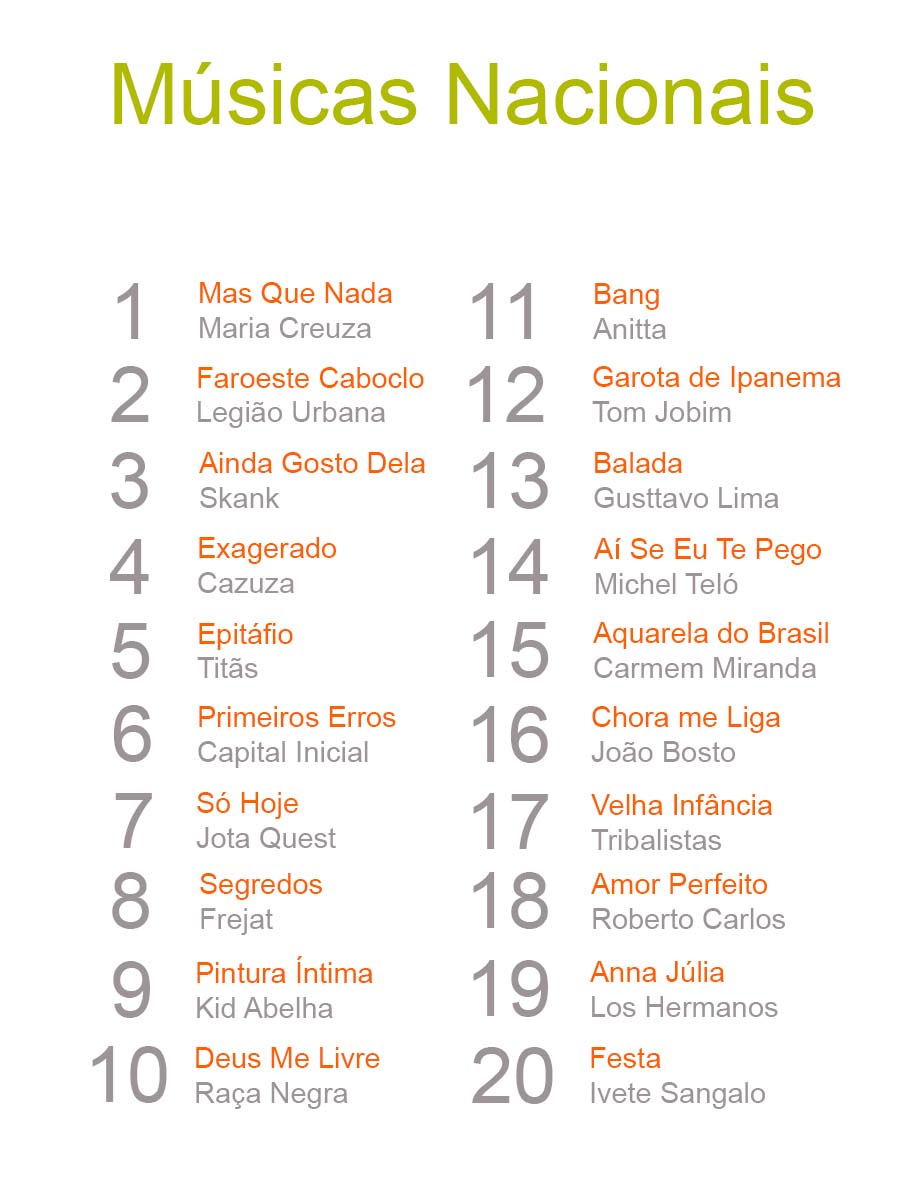 Músicas Nacionais
1
Mas Que Nada
Maria Creuza
2
Faroeste Caboclo
Legião Urbana
3
Ainda Gosto Dela
Skank
4
Exagerado
Cazuza
5
Epitáfio
Titãs
6
Primeiros Erros
Capital Inicial
7
Só Hoje
Jota Quest
8
Segredos
Frejat
9
Pintura Íntima
Kid Abelha
10
Deus Me Livre
Raça Negra
11
Bang
Anitta
12
Garota de Ipanema
Tom Jobim
13
Balada
Gusttavo Lima
14
Aí Se Eu Te Pego
Michel Teló
15
Aquarela do Brasil
Carmem Miranda
16
Chora me Liga
João Bosto
17
Velha Infância
Tribalistas
18
Amor Perfeito
Roberto Carlos
19
Anna Júlia
Los Hermanos
20
Festa
Ivete Sangalo